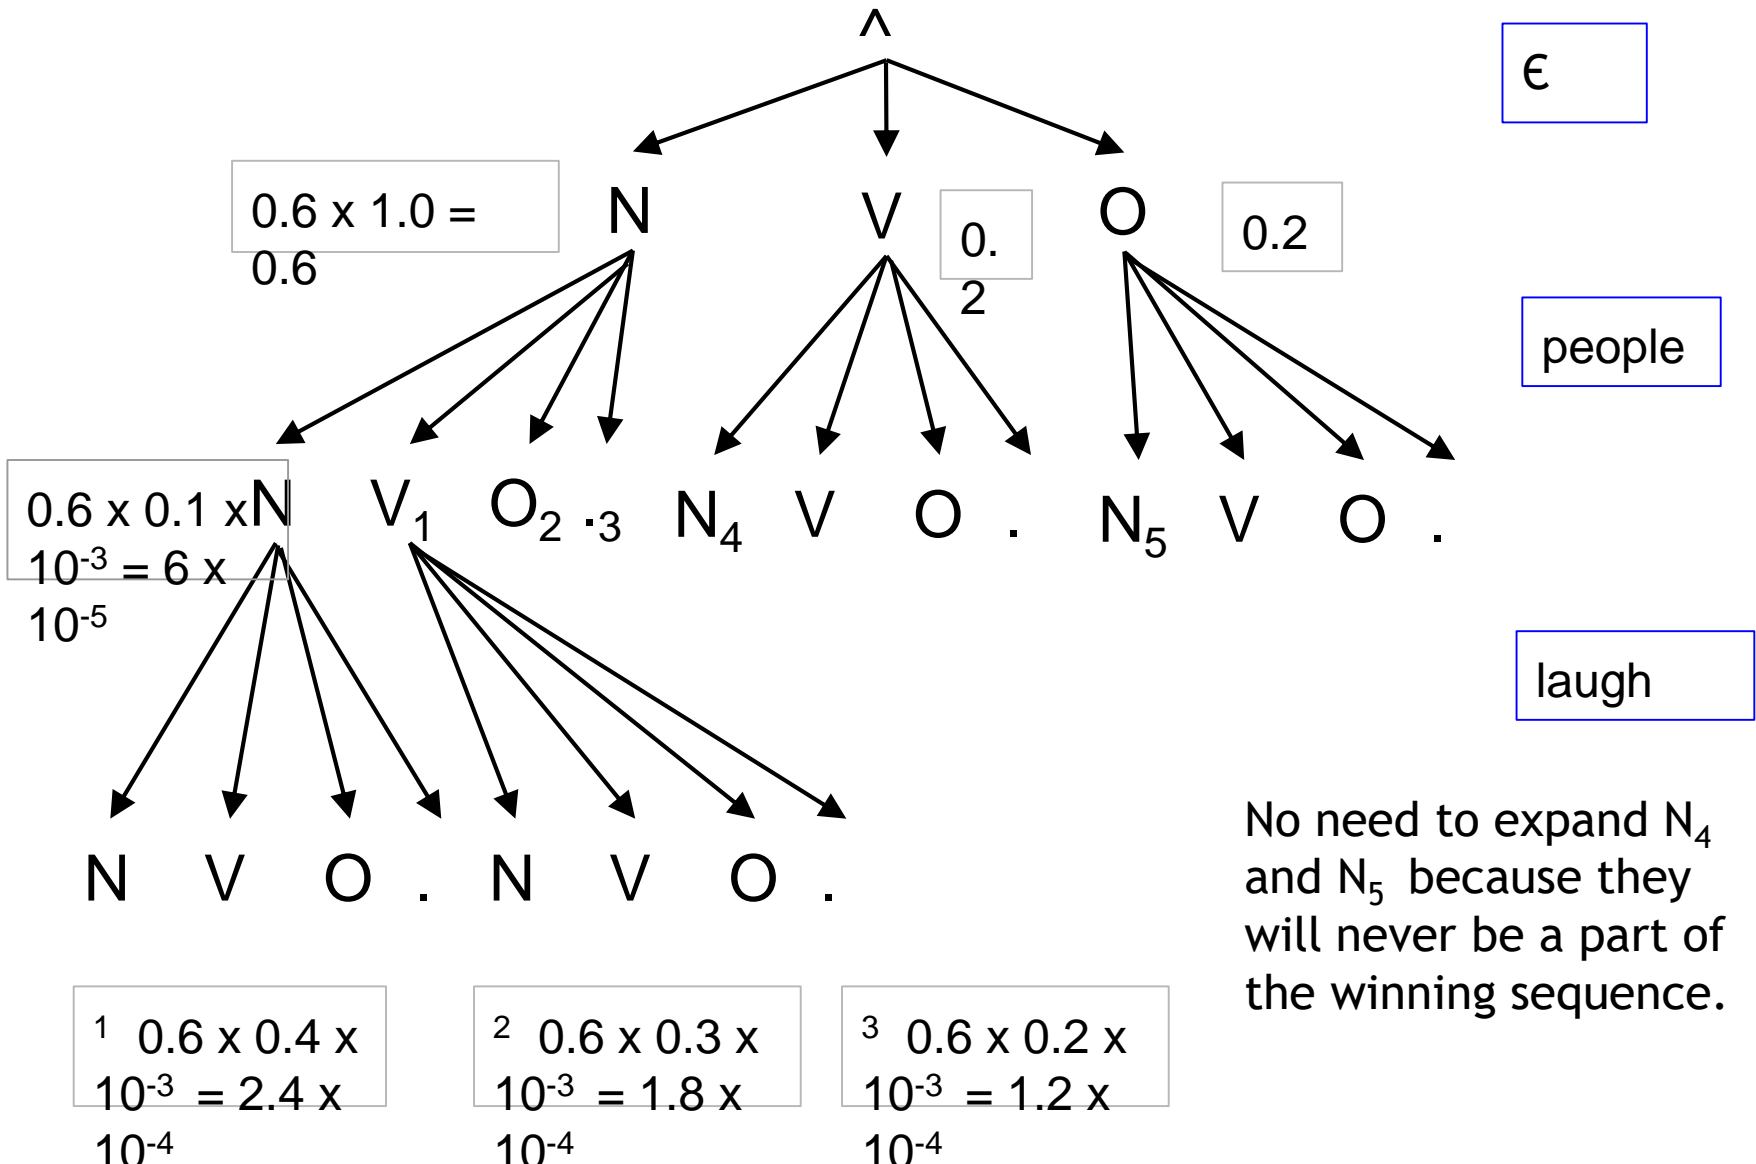 ^
ϵ
0.6 x 1.0 =
0.6
N
V
0.
2
O
0.2
people
0.6 x 0.1 x
10⁻³ = 6 x
10⁻⁵
N V₁ O₂ .₃ N₄ V O . N₅ V O .
laugh
N V O . N V O .
No need to expand N₄
and N₅ because they
will never be a part of
the winning sequence.
¹ 0.6 x 0.4 x
10⁻³ = 2.4 x
10⁻⁴
² 0.6 x 0.3 x
10⁻³ = 1.8 x
10⁻⁴
³ 0.6 x 0.2 x
10⁻³ = 1.2 x
10⁻⁴